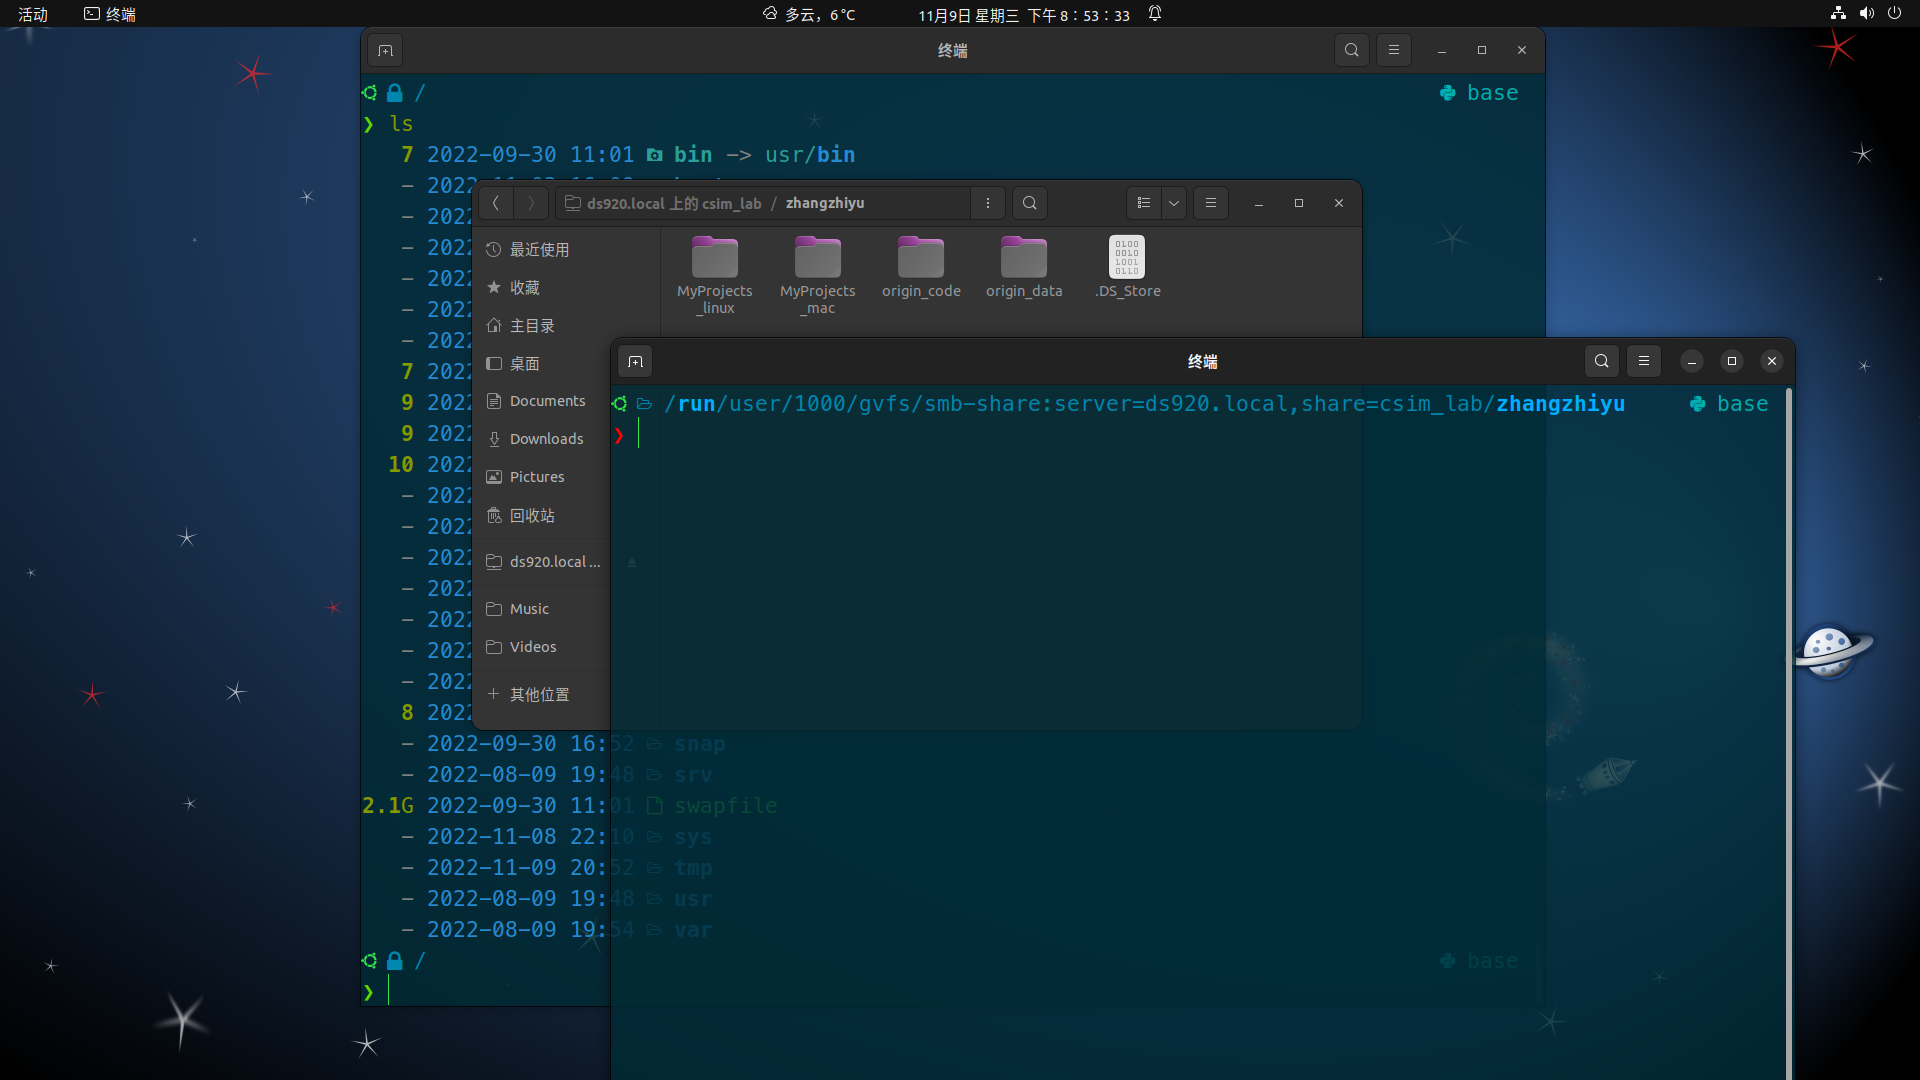 活动 终端 多云，6 °C 11月9日 星期三 下午 8：53：33
终端
/ base
❯ ls
7 2022-09-30 11:01 bin -> usr/bin
- 2022
- 2022
- 2022
- 2022
- 2022
- 2022
7 2022
9 2022
9 2022
10 2022
- 2022
- 2022
- 2022
- 2022
- 2022
- 2022
- 2022
8 2022
- 2022-09-30 16:52 snap
- 2022-08-09 19:48 srv
2.1G 2022-09-30 11:01 swapfile
- 2022-11-08 22:10 sys
- 2022-11-09 20:52 tmp
- 2022-08-09 19:48 usr
- 2022-08-09 19:54 var
/ base
❯
ds920.local 上的 csim_lab / zhangzhiyu
最近使用
收藏
主目录
桌面
Documents
Downloads
Pictures
回收站
ds920.local ...
Music
Videos
其他位置
MyProjects_linux
MyProjects_mac
origin_code
origin_data
0100
0010
1001
0110
.DS_Store
终端
/run/user/1000/gvfs/smb-share:server=ds920.local,share=csim_lab/zhangzhiyu base
❯